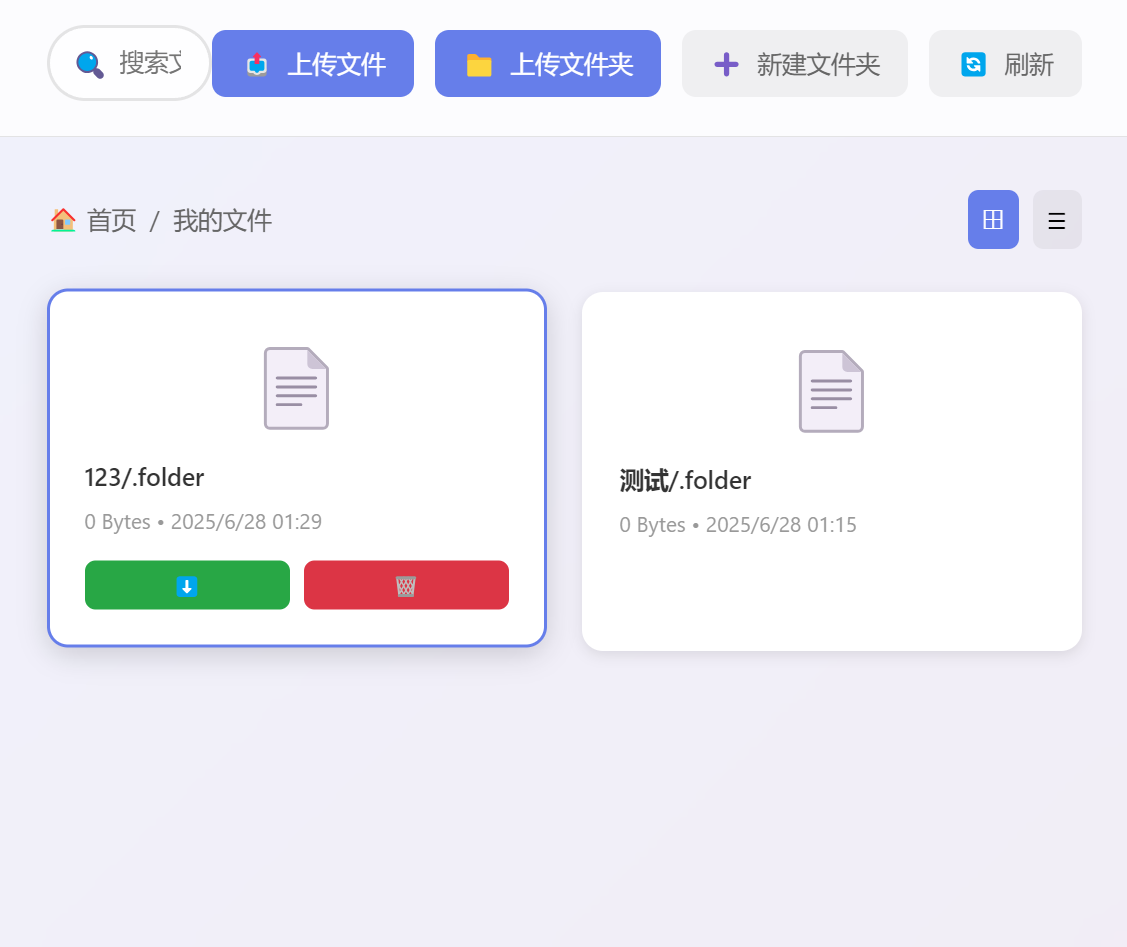 搜索文
上传文件
上传文件夹
新建文件夹
刷新
首页 / 我的文件
123/.folder
0 Bytes • 2025/6/28 01:29
测试/.folder
0 Bytes • 2025/6/28 01:15